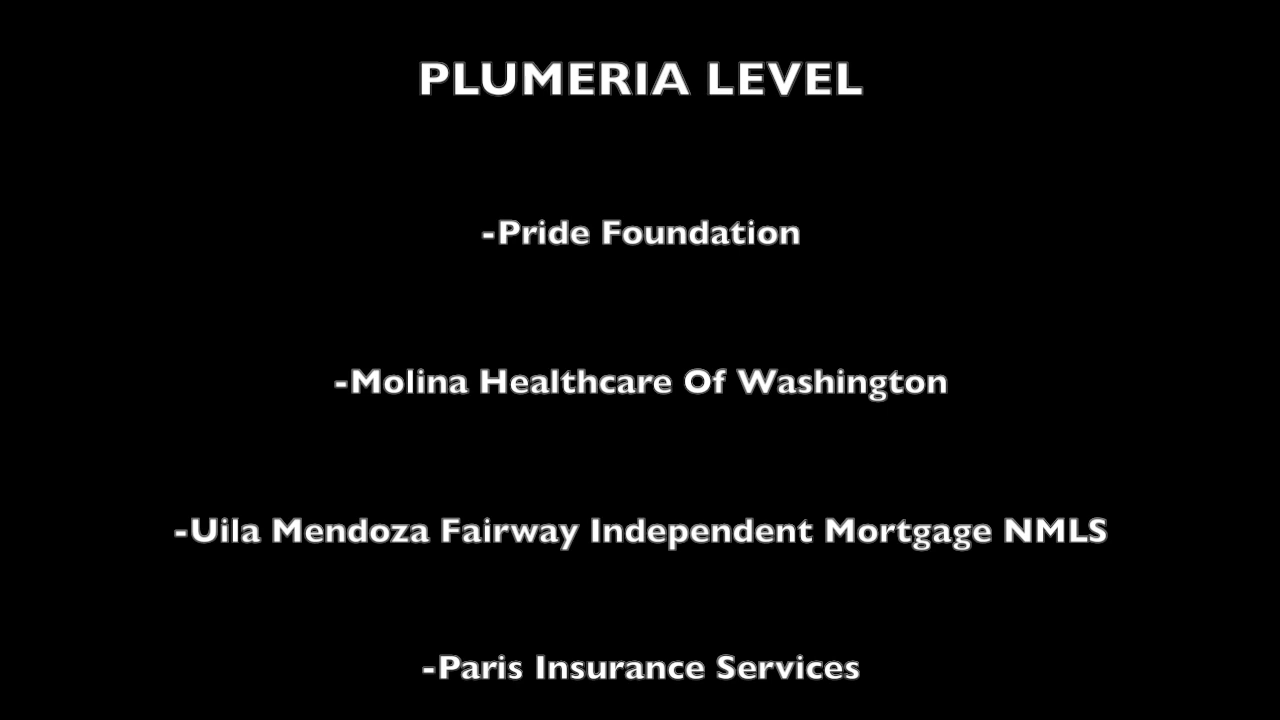 PLUMERIA LEVEL
-Pride Foundation
-Molina Healthcare Of Washington
-Uila Mendoza Fairway Independent Mortgage NMLS
-Paris Insurance Services